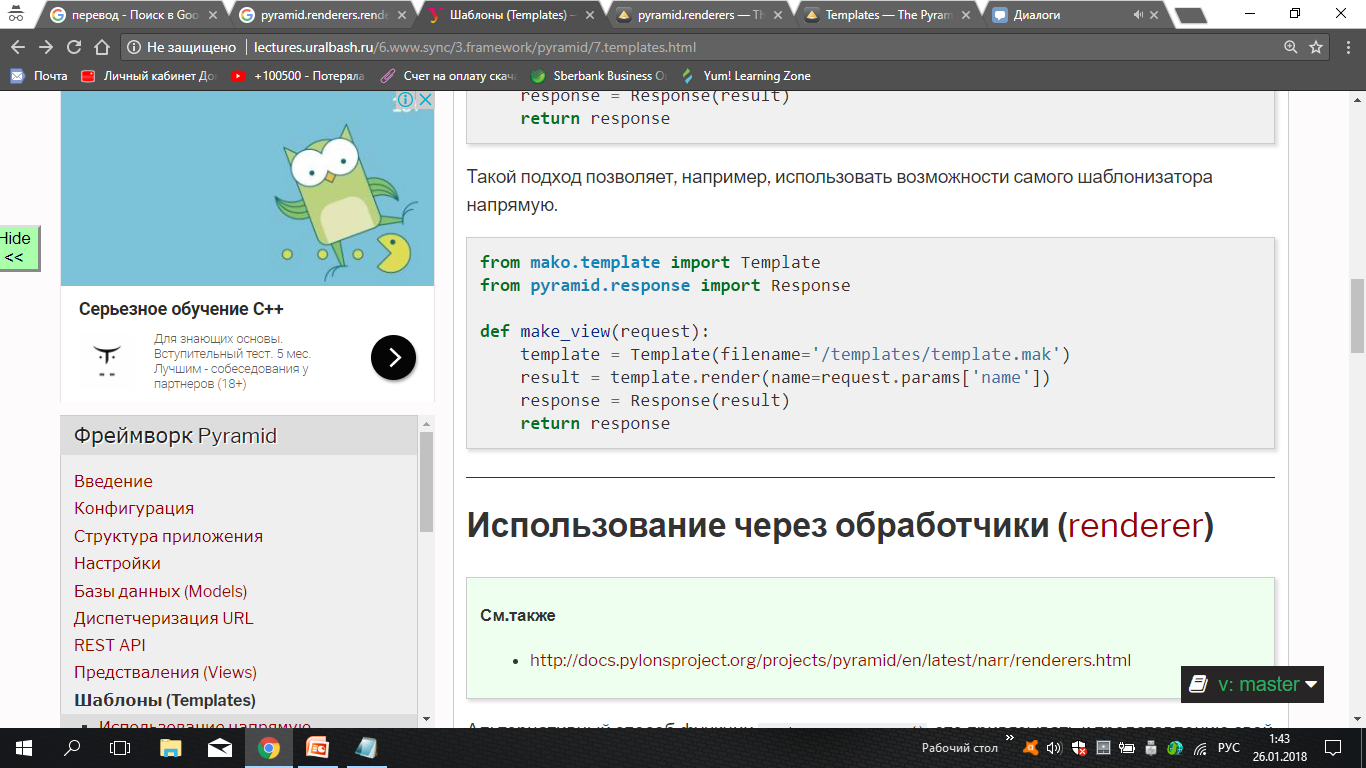 перевод - Поиск в Goo
pyramid.renderers.rende
Шаблоны (Templates) –
pyramid.renderers — Th
Templates — The Pyram
Диалоги
Не защищено
lectures.uralbash.ru/6.www.sync/3.framework/pyramid/7.templates.html
Почта
Личный кабинет До
+100500 - Потеряла
Счет на оплату скача
Sberbank Business O
Yum! Learning Zone
Hide
<<
Серьезное обучение C++
Для знающих основы.
Вступительный тест. 5 мес.
Лучшим - собеседования у
партнеров (18+)
Фреймворк Pyramid
Введение
Конфигурация
Структура приложения
Настройки
Базы данных (Models)
Диспетчеризация URL
REST API
Предстваления (Views)
Шаблоны (Templates)
Использование напрямую
response = Response(result)
return response
Такой подход позволяет, например, использовать возможности самого шаблонизатора
напрямую.
from mako.template import Template
from pyramid.response import Response
def make_view(request):
template = Template(filename='/templates/template.mak')
result = template.render(name=request.params['name'])
response = Response(result)
return response
Использование через обработчики (renderer)
См.также
http://docs.pylonsproject.org/projects/pyramid/en/latest/narr/renderers.html
v: master
Рабочий стол
»
РУС
1:43
26.01.2018